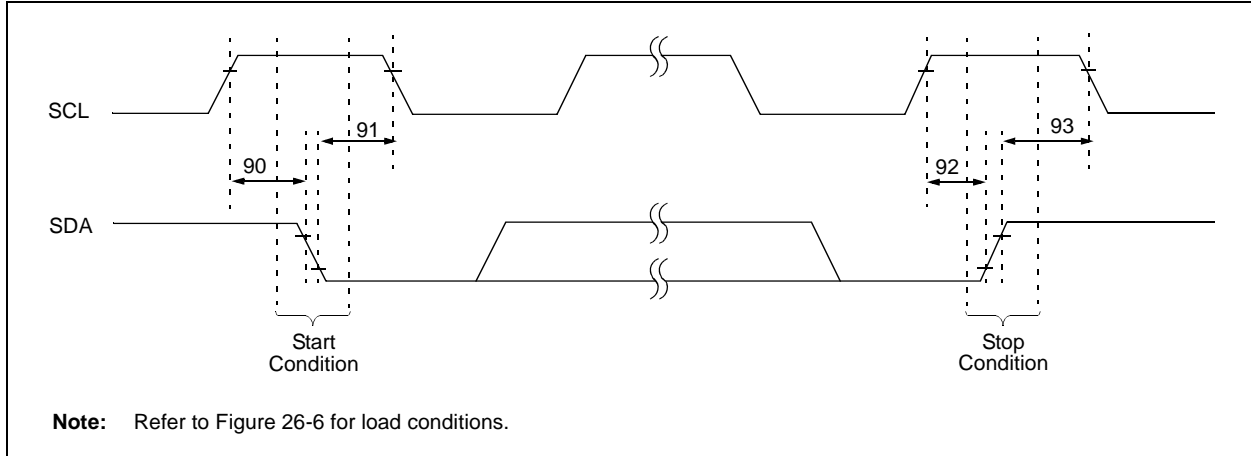 SCL
91
93
90
92
SDA
Start
Condition
Stop
Condition
Note: Refer to Figure 26-6 for load conditions.